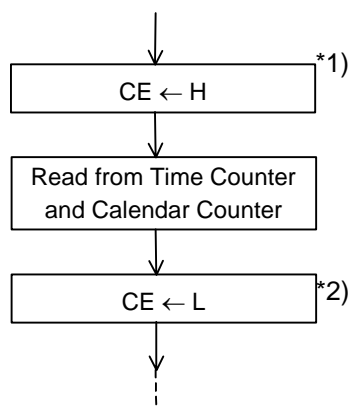 *1)
CE ← H
Read from Time Counter
and Calendar Counter
*2)
CE ← L